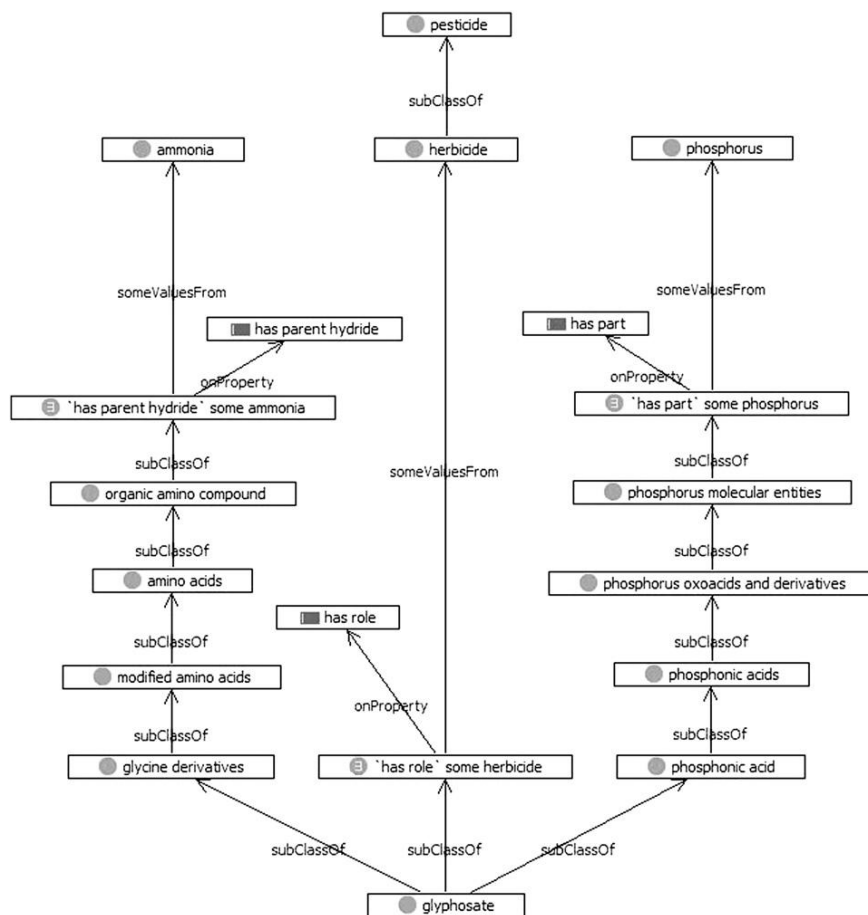 pesticide
subClassOf
ammonia
herbicide
phosphorus
someValuesFrom
someValuesFrom
has parent hydride
has part
onProperty
onProperty
`has parent hydride` some ammonia
`has part` some phosphorus
subClassOf
subClassOf
someValuesFrom
organic amino compound
phosphorus molecular entities
subClassOf
subClassOf
amino acids
phosphorus oxoacids and derivatives
has role
subClassOf
subClassOf
modified amino acids
phosphonic acids
onProperty
subClassOf
subClassOf
glycine derivatives
`has role` some herbicide
phosphonic acid
subClassOf
subClassOf
subClassOf
glyphosate